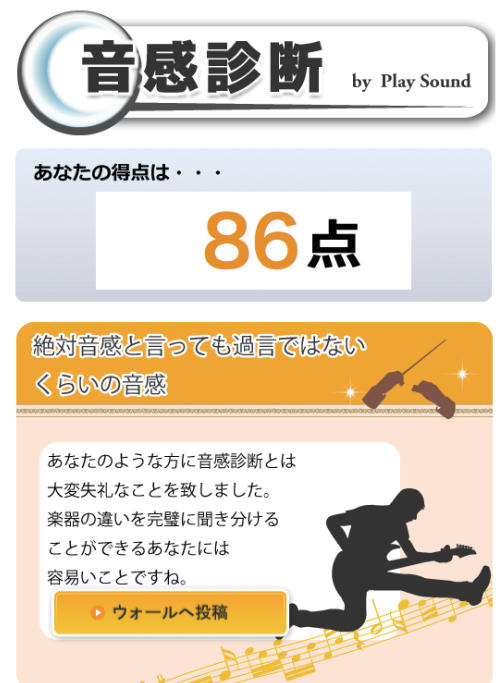 音感診断 by Play Sound
あなたの得点は・・・
86点
絶対音感と言っても過言ではない
くらいの音感
あなたのような方に音感診断とは
大変失礼なことを致しました。
楽器の違いを完璧に聞き分ける
ことができるあなたには
容易いことですね。
ウォールへ投稿